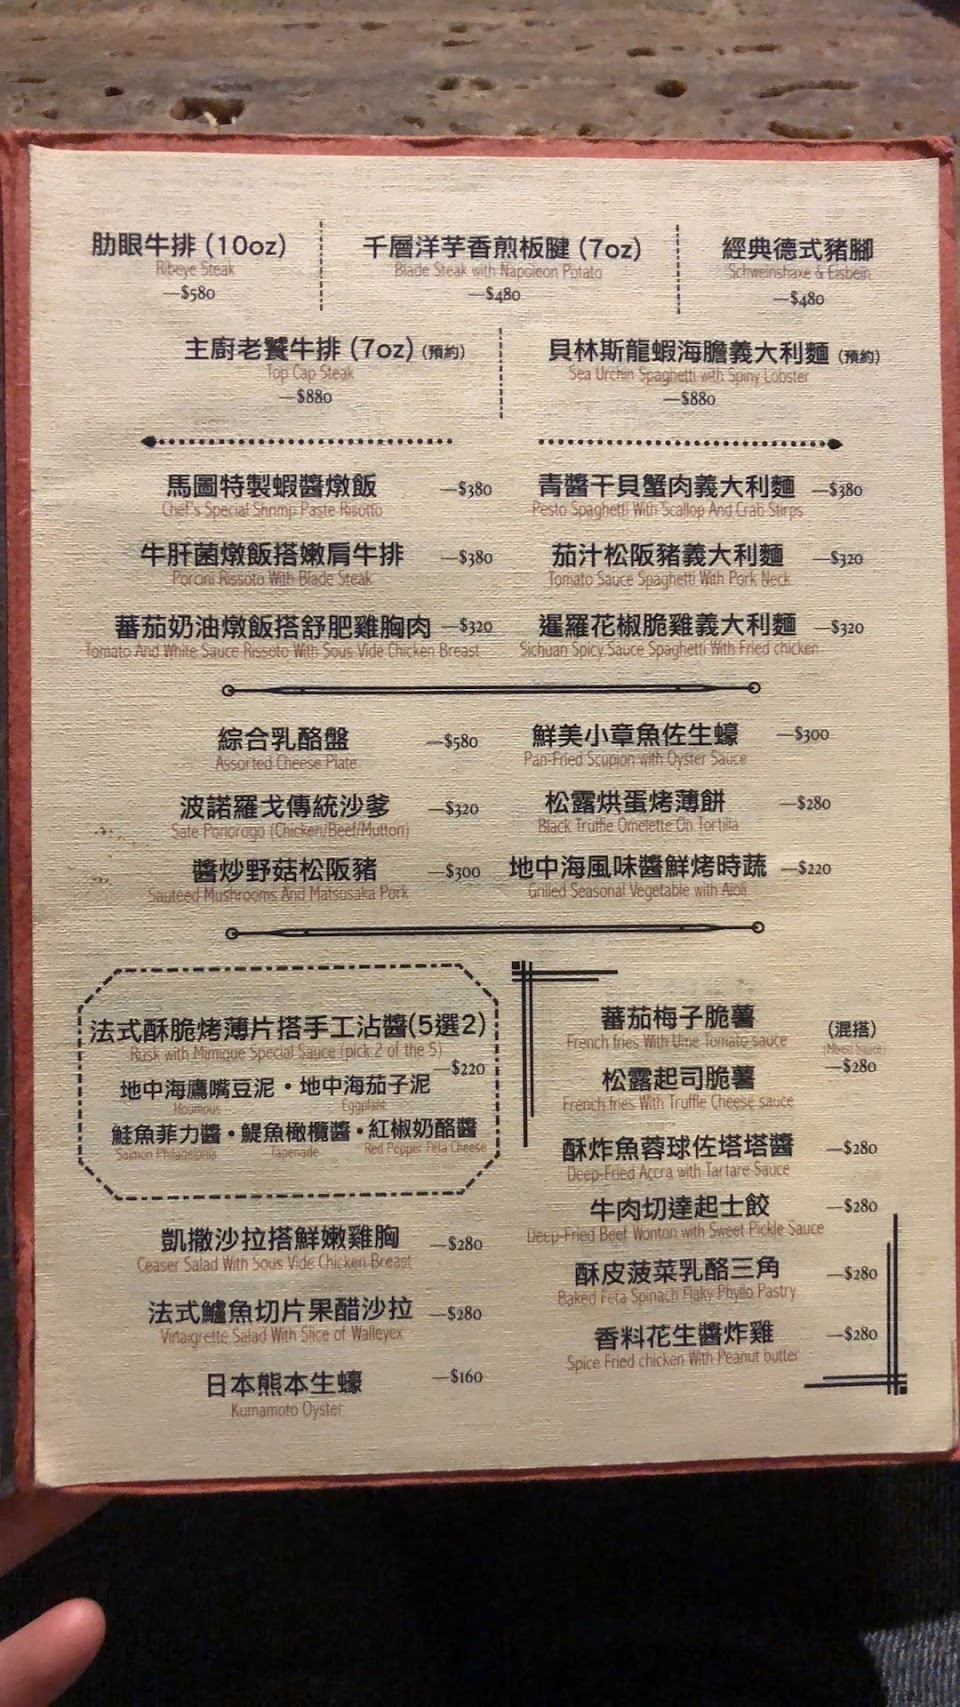 肋眼牛排 (10oz)
Ribeye Steak
—$580
千層洋芋香煎板腱 (7oz)
Blade Steak with Napoleon Potato
—$480
經典德式豬腳
Schweinshaxe & Eisbein
—$480
主廚老饕牛排 (7oz) (預約)
Top Cap Steak
—$880
貝林斯龍蝦海膽義大利麵 (預約)
Sea Urchin Spaghetti with Spiny Lobster
—$880
馬圖特製蝦醬燉飯 —$380
Chef's Special Shrimp Paste Risotto
牛肝菌燉飯搭嫩肩牛排 —$380
Porcini Rissoto With Blade Steak
蕃茄奶油燉飯搭舒肥雞胸肉 —$320
Tomato And White Sauce Rissoto With Sous Vide Chicken Breast
青醬干貝蟹肉義大利麵 —$380
Pesto Spaghetti With Scallop And Crab Stirps
茄汁松阪豬義大利麵 —$320
Tomato Sauce Spaghetti With Pork Neck
暹羅花椒脆雞義大利麵 —$320
Sichuan Spicy Sauce Spaghetti With Fried chicken
綜合乳酪盤 —$580
Assorted Cheese Plate
波諾羅戈傳統沙爹 —$320
Sate Ponorogo (Chicken/Beef/Mutton)
醬炒野菇松阪豬 —$300
Sauteed Mushrooms And Matsusaka Pork
鮮美小章魚佐生蠔 —$300
Pan-Fried Scupion with Oyster Sauce
松露烘蛋烤薄餅 —$280
Black Truffle Omelette On Tortilla
地中海風味醬鮮烤時蔬 —$220
Grilled Seasonal Vegetable with Aioli
法式酥脆烤薄片搭手工沾醬(5選2)
Rusk with Mimique Special Sauce (pick 2 of the 5)
—$220
地中海鷹嘴豆泥・地中海茄子泥
Houmous Eggplant
鮭魚菲力醬・鯷魚橄欖醬・紅椒奶酪醬
Salmon Philadelphia Tapenade Red Pepper Feta Cheese
凱撒沙拉搭鮮嫩雞胸 —$280
Ceaser Salad With Sous Vide Chicken Breast
法式鱸魚切片果醋沙拉 —$280
Vinaigrette Salad With Slice of Walleyex
日本熊本生蠔 —$160
Kumamoto Oyster
蕃茄梅子脆薯
French fries With Ume Tomato sauce
(混搭)
(Mixed Sauce)
—$280
松露起司脆薯
French fries With Truffle Cheese sauce
酥炸魚蓉球佐塔塔醬 —$280
Deep-Fried Accra with Tartare Sauce
牛肉切達起士餃 —$280
Deep-Fried Beef Wonton with Sweet Pickle Sauce
酥皮菠菜乳酪三角 —$280
Baked Feta Spinach Flaky Phyllo Pastry
香料花生醬炸雞 —$280
Spice Fried chicken With Peanut butter